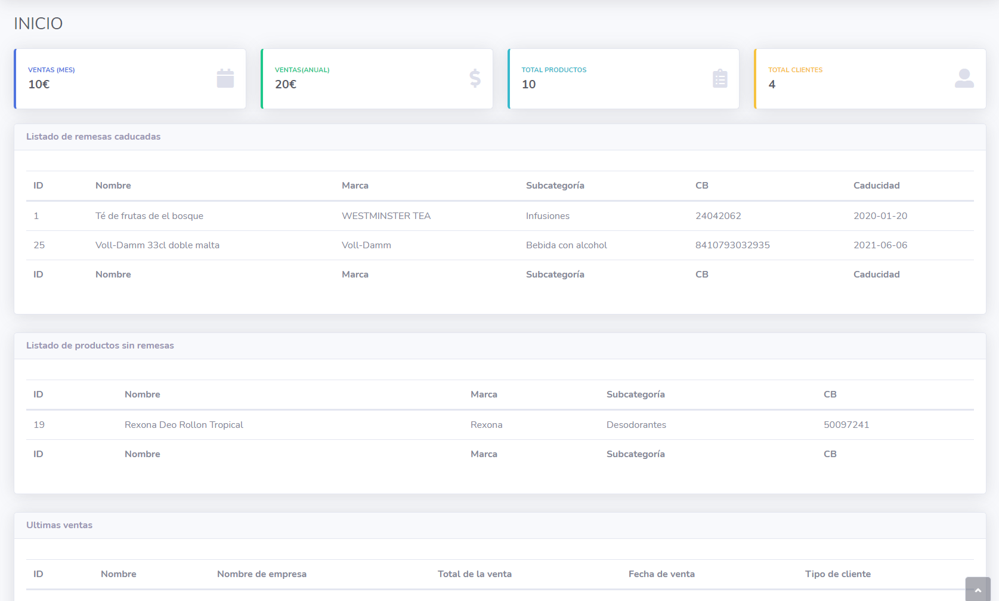 INICIO
VENTAS (MES)
10€
VENTAS(ANUAL)
20€
TOTAL PRODUCTOS
10
TOTAL CLIENTES
4
Listado de remesas caducadas
ID Nombre Marca Subcategoría CB Caducidad
1 Té de frutas de el bosque WESTMINSTER TEA Infusiones 24042062 2020-01-20
25 Voll-Damm 33cl doble malta Voll-Damm Bebida con alcohol 8410793032935 2021-06-06
ID Nombre Marca Subcategoría CB Caducidad
Listado de productos sin remesas
ID Nombre Marca Subcategoría CB
19 Rexona Deo Rollon Tropical Rexona Desodorantes 50097241
ID Nombre Marca Subcategoría CB
Ultimas ventas
ID Nombre Nombre de empresa Total de la venta Fecha de venta Tipo de cliente